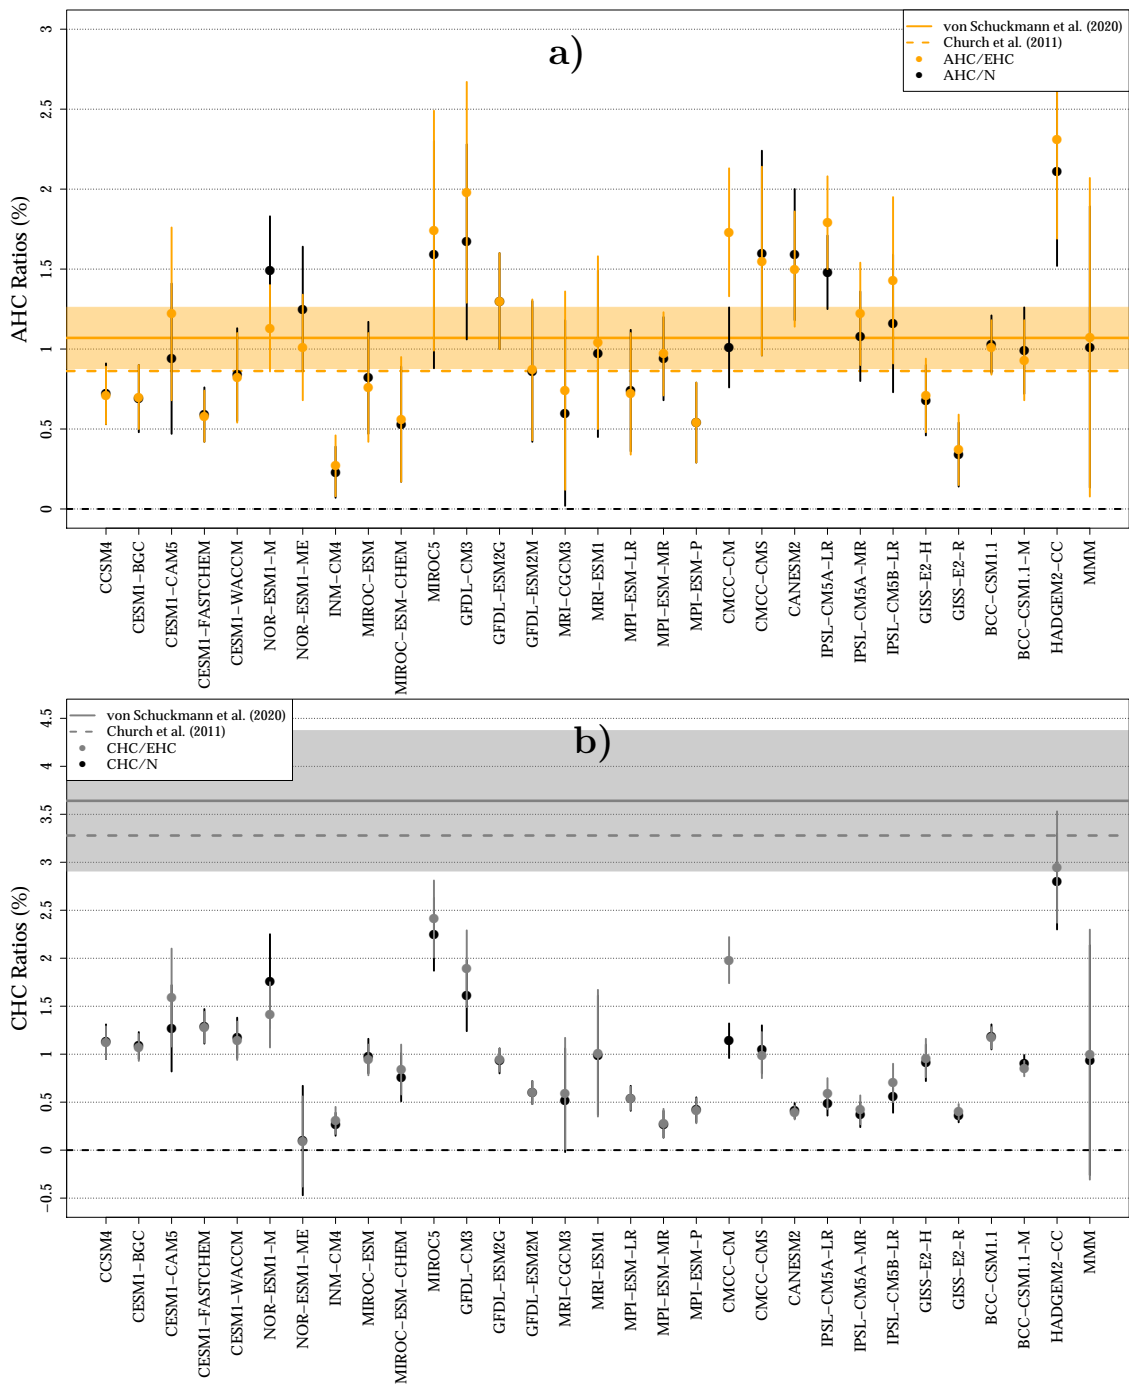 a)
von Schuckmann et al. (2020)
Church et al. (2011)
AHC/EHC
AHC/N
AHC Ratios (%)
3
2.5
2
1.5
1
0.5
0
CCSM4
CESM1−BGC
CESM1−CAM5
CESM1−FASTCHEM
CESM1−WACCM
NOR−ESM1−M
NOR−ESM1−ME
INM−CM4
MIROC−ESM
MIROC−ESM−CHEM
MIROC5
GFDL−CM3
GFDL−ESM2G
GFDL−ESM2M
MRI−CGCM3
MRI−ESM1
MPI−ESM−LR
MPI−ESM−MR
MPI−ESM−P
CMCC−CM
CMCC−CMS
CANESM2
IPSL−CM5A−LR
IPSL−CM5A−MR
IPSL−CM5B−LR
GISS−E2−H
GISS−E2−R
BCC−CSM1.1
BCC−CSM1.1−M
HADGEM2−CC
MMM
b)
von Schuckmann et al. (2020)
Church et al. (2011)
CHC/EHC
CHC/N
CHC Ratios (%)
4.5
4
3.5
3
2.5
2
1.5
1
0.5
0
−0.5
CCSM4
CESM1−BGC
CESM1−CAM5
CESM1−FASTCHEM
CESM1−WACCM
NOR−ESM1−M
NOR−ESM1−ME
INM−CM4
MIROC−ESM
MIROC−ESM−CHEM
MIROC5
GFDL−CM3
GFDL−ESM2G
GFDL−ESM2M
MRI−CGCM3
MRI−ESM1
MPI−ESM−LR
MPI−ESM−MR
MPI−ESM−P
CMCC−CM
CMCC−CMS
CANESM2
IPSL−CM5A−LR
IPSL−CM5A−MR
IPSL−CM5B−LR
GISS−E2−H
GISS−E2−R
BCC−CSM1.1
BCC−CSM1.1−M
HADGEM2−CC
MMM